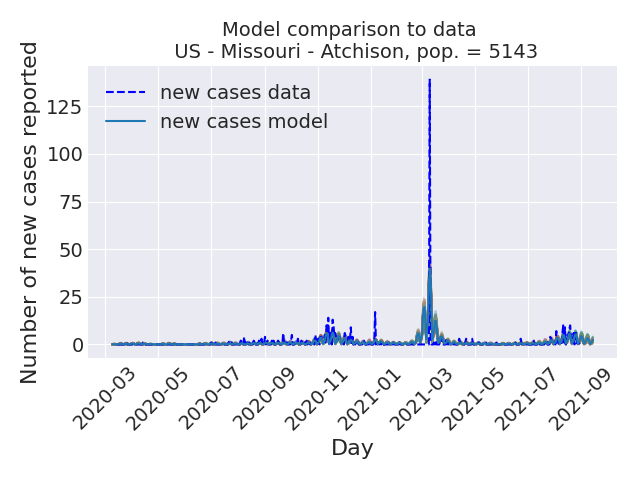 Model comparison to data
US - Missouri - Atchison, pop. = 5143
Number of new cases reported
125
100
75
50
25
0
new cases data
new cases model
2020-03
2020-05
2020-07
2020-09
2020-11
2021-01
2021-03
2021-05
2021-07
2021-09
Day